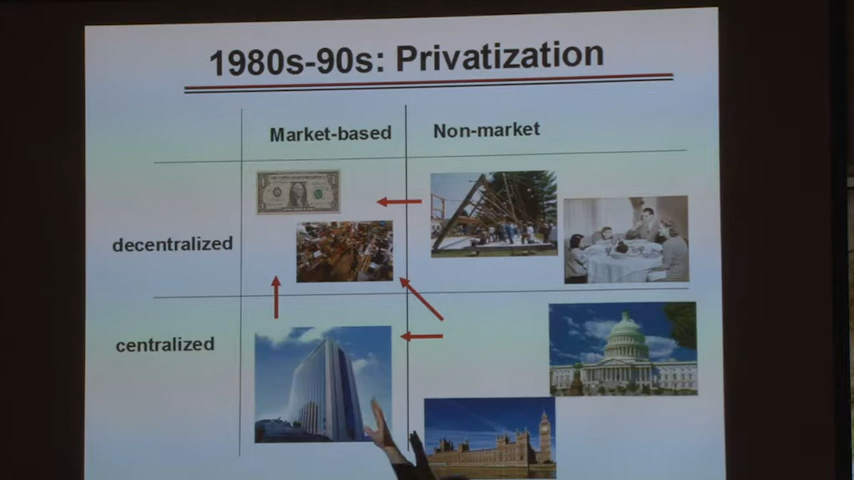 1980s-90s: Privatization
Market-based
Non-market
decentralized
centralized